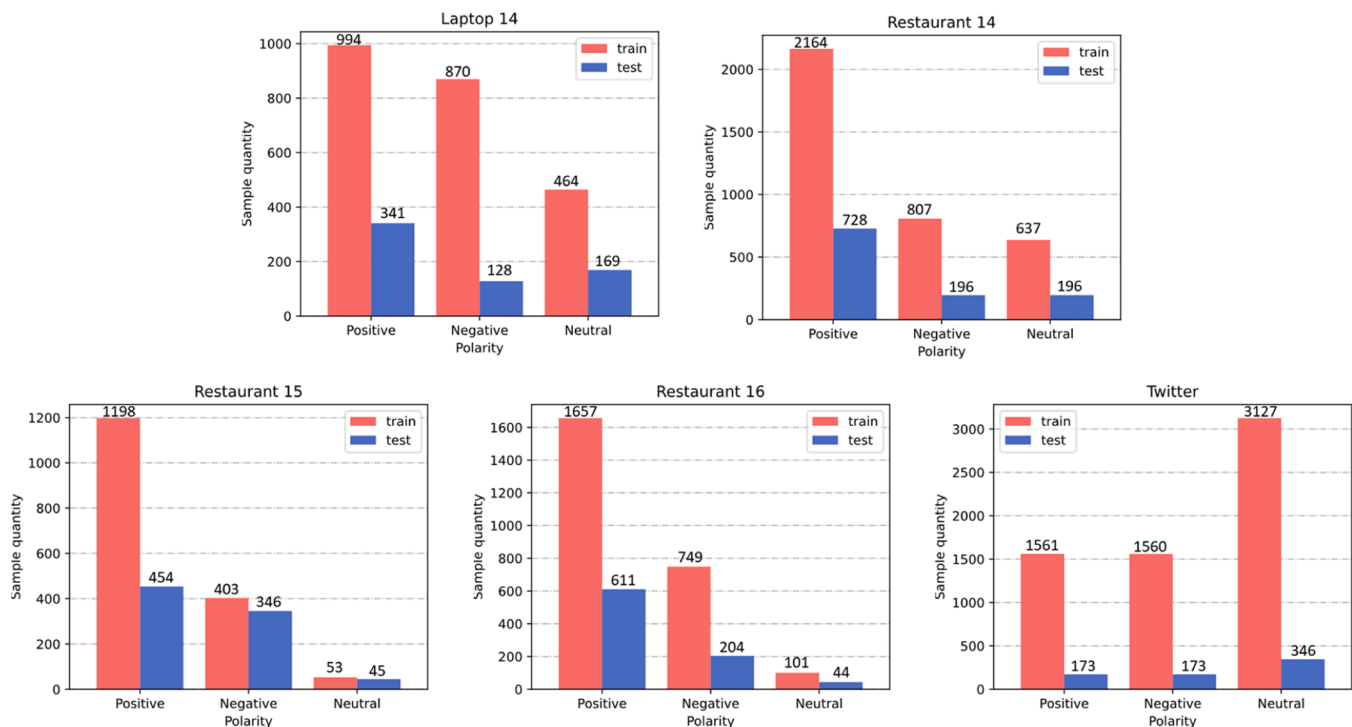 Laptop 14
1000
800
600
400
200
0
Sample quantity
994
870
464
341
128
169
train
test
Positive Negative Neutral
Polarity
Restaurant 14
2000
1500
1000
500
0
Sample quantity
2164
807
637
728
196
196
train
test
Positive Negative Neutral
Polarity
Restaurant 15
1200
1000
800
600
400
200
0
Sample quantity
1198
454
403
346
53
45
train
test
Positive Negative Neutral
Polarity
Restaurant 16
1600
1400
1200
1000
800
600
400
200
0
Sample quantity
1657
611
749
204
101
44
train
test
Positive Negative Neutral
Polarity
Twitter
3000
2500
2000
1500
1000
500
0
Sample quantity
1561
173
1560
173
3127
346
train
test
Positive Negative Neutral
Polarity